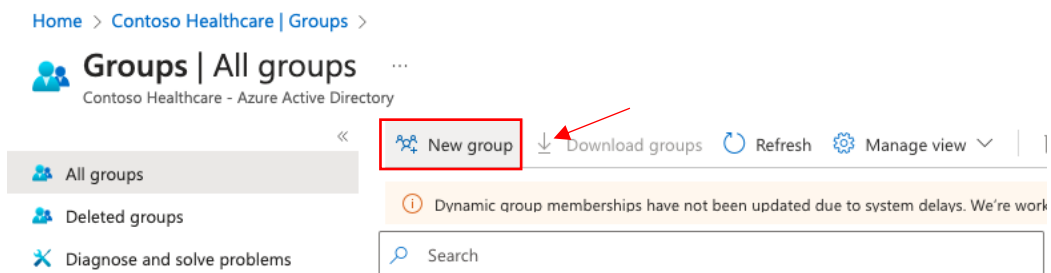 Home > Contoso Healthcare | Groups >
Groups | All groups ...
Contoso Healthcare - Azure Active Directory
«
New group Download groups Refresh Manage view
All groups
Dynamic group memberships have not been updated due to system delays. We're work
Deleted groups
Search
Diagnose and solve problems